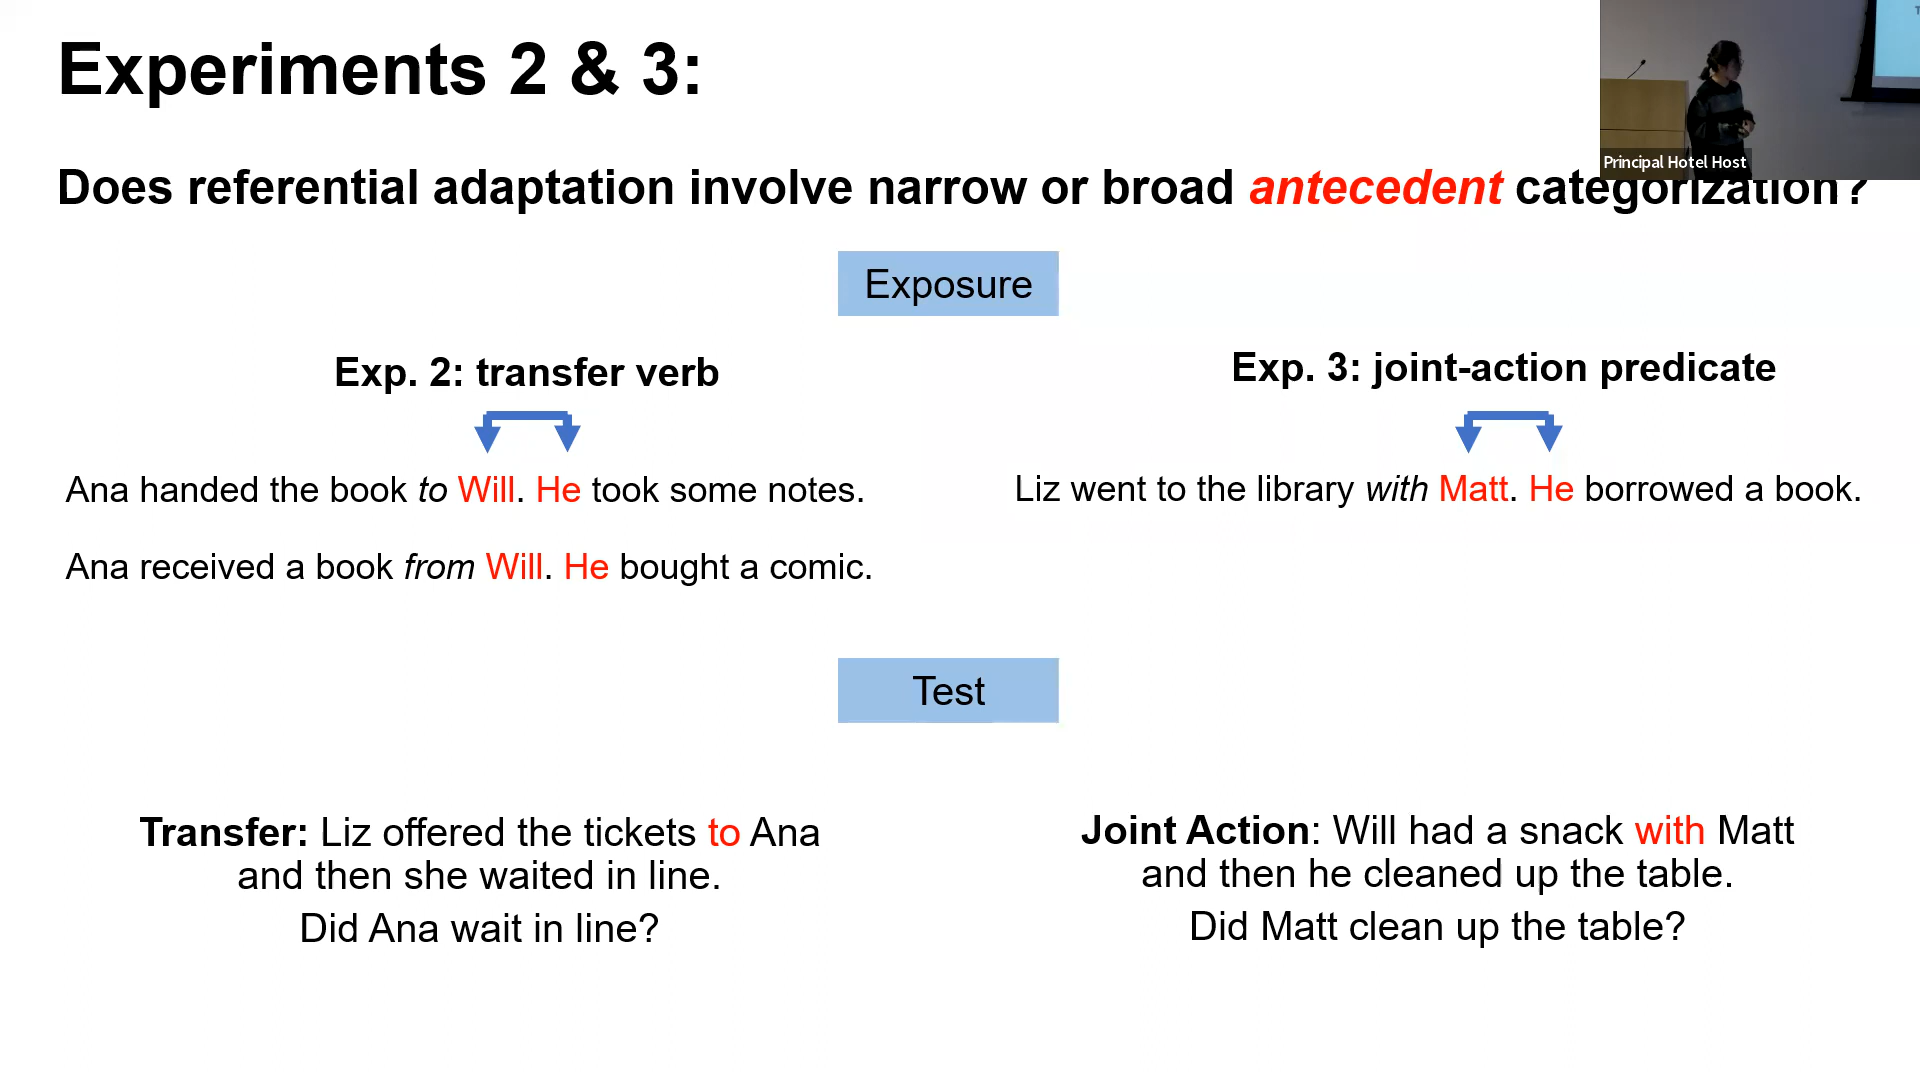 Experiments 2 & 3:
Principal Hotel Host
Does referential adaptation involve narrow or broad antecedent categorization?
Exposure
Exp. 2: transfer verb
Ana handed the book to Will. He took some notes.
Ana received a book from Will. He bought a comic.
Exp. 3: joint-action predicate
Liz went to the library with Matt. He borrowed a book.
Test
Transfer: Liz offered the tickets to Ana
and then she waited in line.
Did Ana wait in line?
Joint Action: Will had a snack with Matt
and then he cleaned up the table.
Did Matt clean up the table?